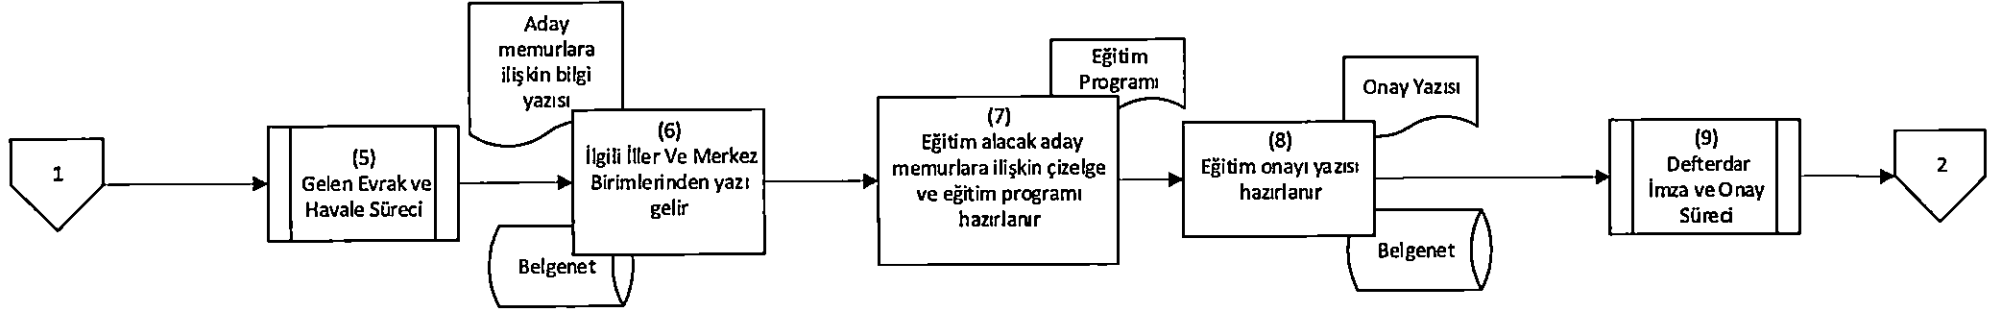 1
(5)
Gelen Evrak ve
Havale Süreci
Aday
memurlara
ilişkin bilgi
yazısı
(6)
İlgili İller Ve Merkez
Birimlerinden yazı
gelir
Belgenet
Eğitim
Programı
(7)
Eğitim alacak aday
memurlara ilişkin çizelge
ve eğitim programı
hazırlanır
Onay Yazısı
(8)
Eğitim onayı yazısı
hazırlanır
Belgenet
(9)
Defterdar
İmza ve Onay
Süreci
2